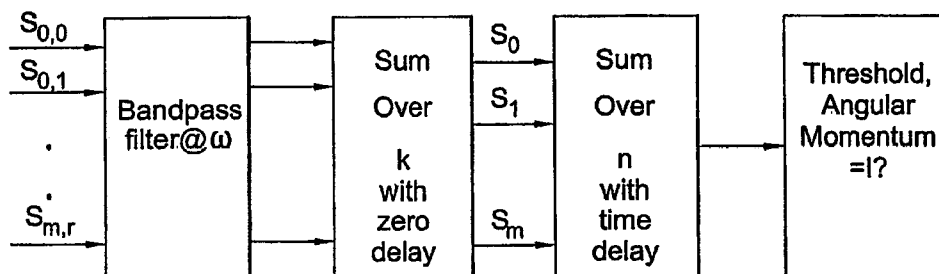 S0,0
S0,1
Sm,r
Bandpass
filter@ω
Sum
Over
k
with
zero
delay
S0
S1
Sm
Sum
Over
n
with
time
delay
Threshold,
Angular
Momentum
=l?